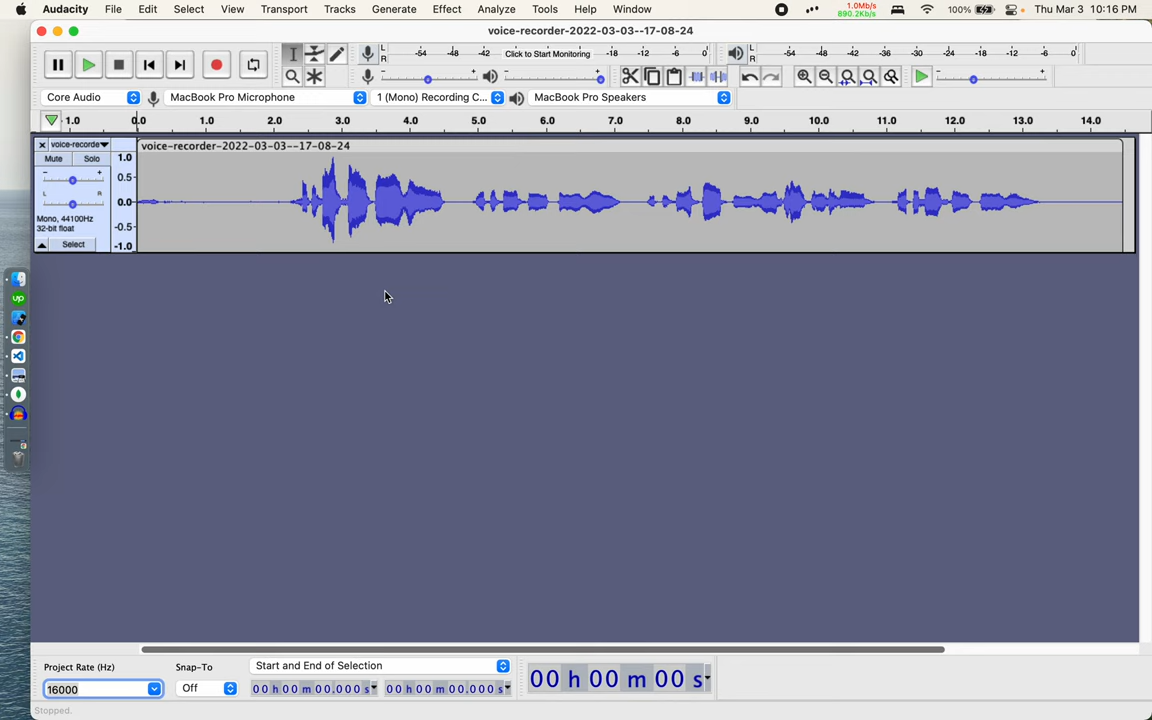 Audacity File Edit Select View Transport Tracks Generate Effect Analyze Tools Help Window 1.0Mb/s 890.2Kb/s 100% Thu Mar 3 10:16 PM
voice-recorder-2022-03-03--17-08-24
L R -54 -48 -42 Click to Start Monitoring -18 -12 -6 0 L R -54 -48 -42 -36 -30 -24 -18 -12 -6 0
- + - + - +
Core Audio MacBook Pro Microphone 1 (Mono) Recording C... MacBook Pro Speakers
1.0 0.0 1.0 2.0 3.0 4.0 5.0 6.0 7.0 8.0 9.0 10.0 11.0 12.0 13.0 14.0
voice-recorde 1.0 voice-recorder-2022-03-03--17-08-24
Mute Solo
- + 0.5
L R 0.0
Mono, 44100Hz
32-bit float -0.5
Select -1.0
up
Project Rate (Hz) Snap-To Start and End of Selection
16000 Off 00 h 00 m 00.000 s 00 h 00 m 00.000 s 00 h 00 m 00 s
Stopped.